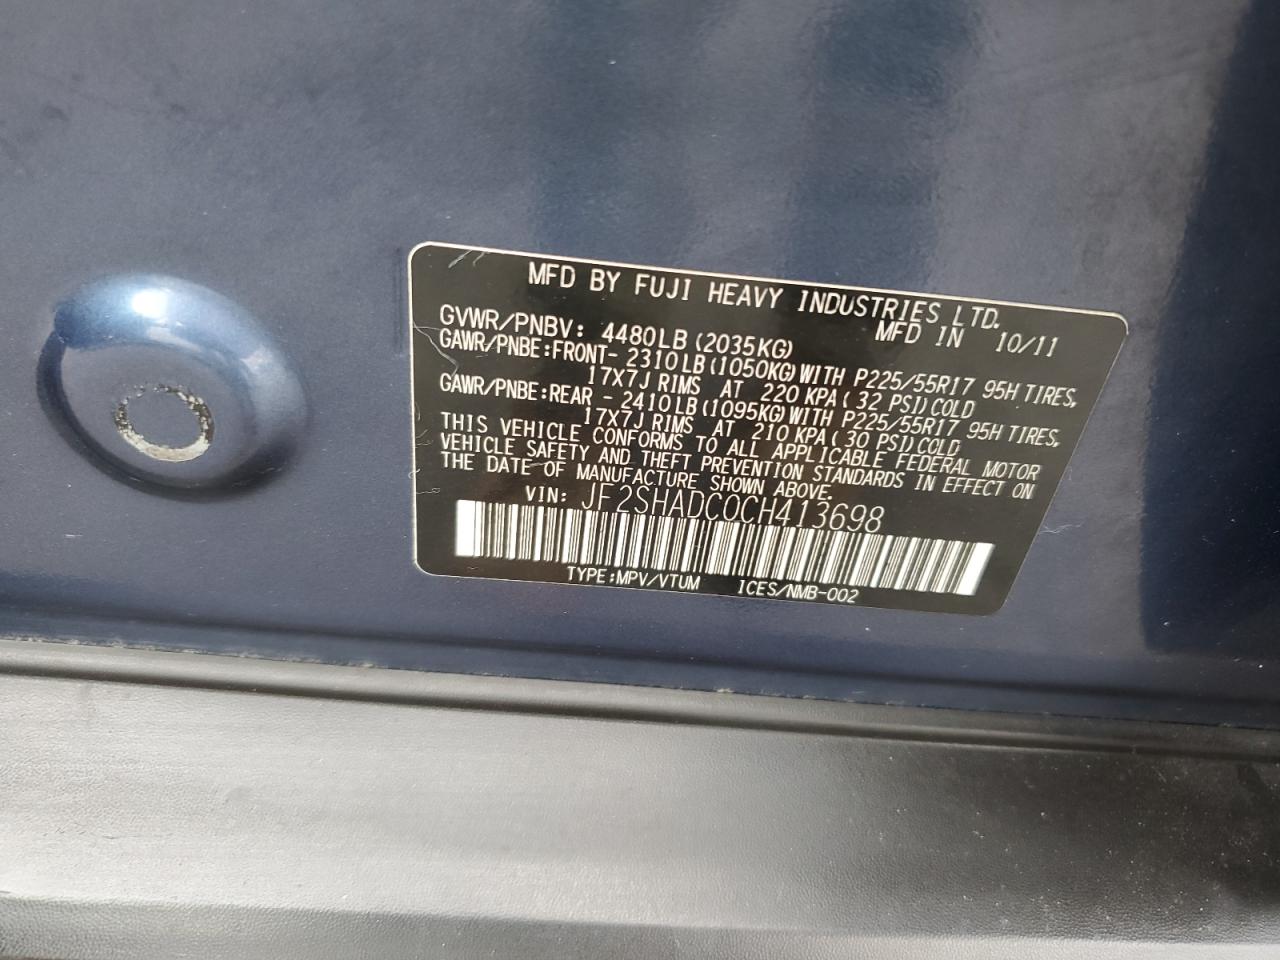 MFD BY FUJI HEAVY INDUSTRIES LTD.
GVWR/PNBV: 4480LB(2035KG) MFD IN 10/11
GAWR/PNBE:FRONT- 2310LB(1050KG)WITH P225/55R17 95H TIRES,
17X7J RIMS AT 220 KPA(32 PSI)COLD
GAWR/PNBE:REAR - 2410LB(1095KG)WITH P225/55R17 95H TIRES,
17X7J RIMS AT 210 KPA(30 PSI)COLD
THIS VEHICLE CONFORMS TO ALL APPLICABLE FEDERAL MOTOR
VEHICLE SAFETY AND THEFT PREVENTION STANDARDS IN EFFECT ON
THE DATE OF MANUFACTURE SHOWN ABOVE.
VIN: JF2SHADC0CH413698
TYPE:MPV/VTUM ICES/NMB-002